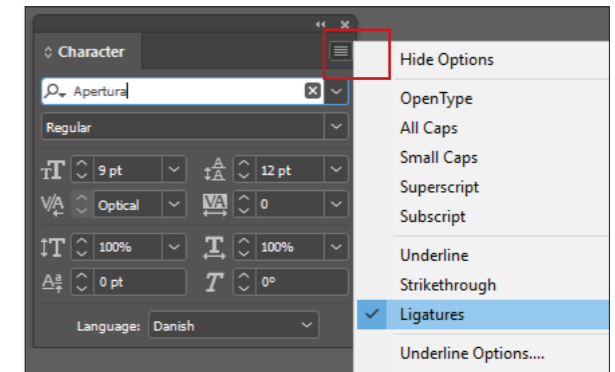 Character
Apertura
Regular
9 pt
12 pt
Optical
0
100%
100%
0 pt
0°
Language: Danish
Hide Options
OpenType
All Caps
Small Caps
Superscript
Subscript
Underline
Strikethrough
Ligatures
Underline Options....